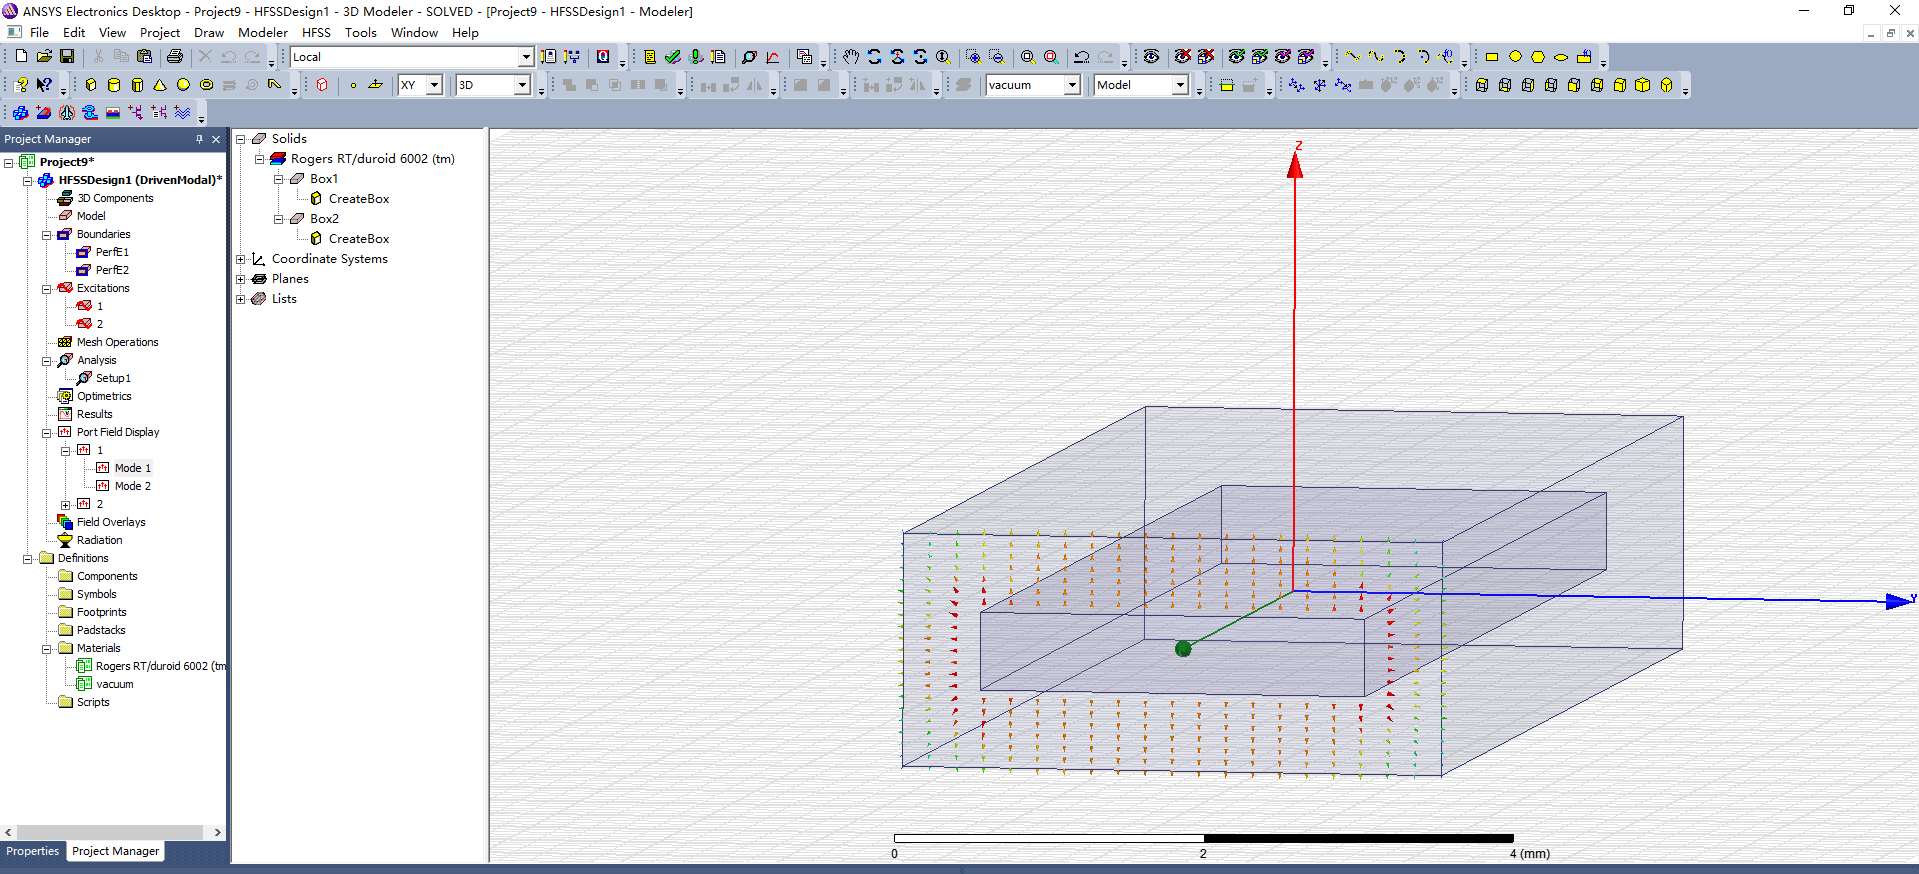 ANSYS Electronics Desktop - Project9 - HFSSDesign1 - 3D Modeler - SOLVED - [Project9 - HFSSDesign1 - Modeler]
File Edit View Project Draw Modeler HFSS Tools Window Help
Local
XY 3D vacuum Model
Project Manager
Project9*
HFSSDesign1 (DrivenModal)*
3D Components
Model
Boundaries
PerfE1
PerfE2
Excitations
1
2
Mesh Operations
Analysis
Setup1
Optimetrics
Results
Port Field Display
1
Mode 1
Mode 2
2
Field Overlays
Radiation
Definitions
Components
Symbols
Footprints
Padstacks
Materials
Rogers RT/duroid 6002 (tm
vacuum
Scripts
Properties Project Manager
Solids
Rogers RT/duroid 6002 (tm)
Box1
CreateBox
Box2
CreateBox
Coordinate Systems
Planes
Lists
Z
Y
0 2 4 (mm)